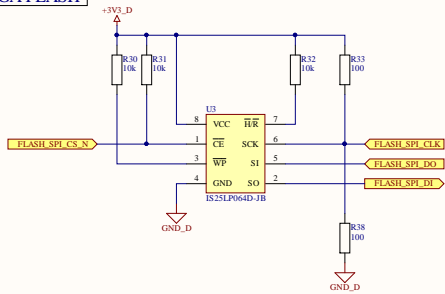 +3V3_D
R30
10k
R31
10k
R32
10k
R33
100
U3
8 VCC H/R 7
FLASH_SPI_CS_N 1 CE SCK 6 FLASH_SPI_CLK
3 WP SI 5 FLASH_SPI_DO
4 GND SO 2 FLASH_SPI_DI
IS25LP064D-JB
GND_D
R38
100
GND_D